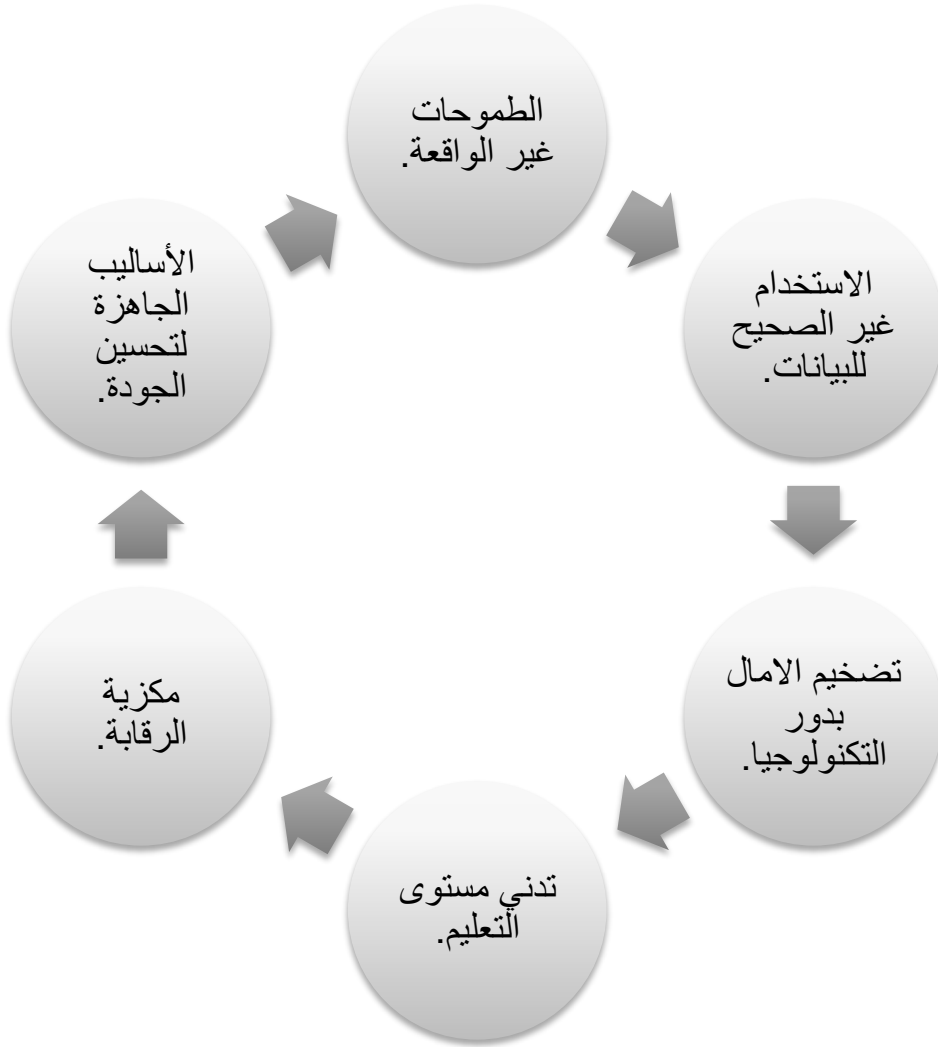 الطموحات
غير الواقعة.
الاستخدام
غير الصحيح
للبيانات.
تضخيم الامال
بدور
التكنولوجيا.
تدني مستوى
التعليم.
مكزية
الرقابة.
الأساليب
الجاهزة
لتحسين
الجودة.